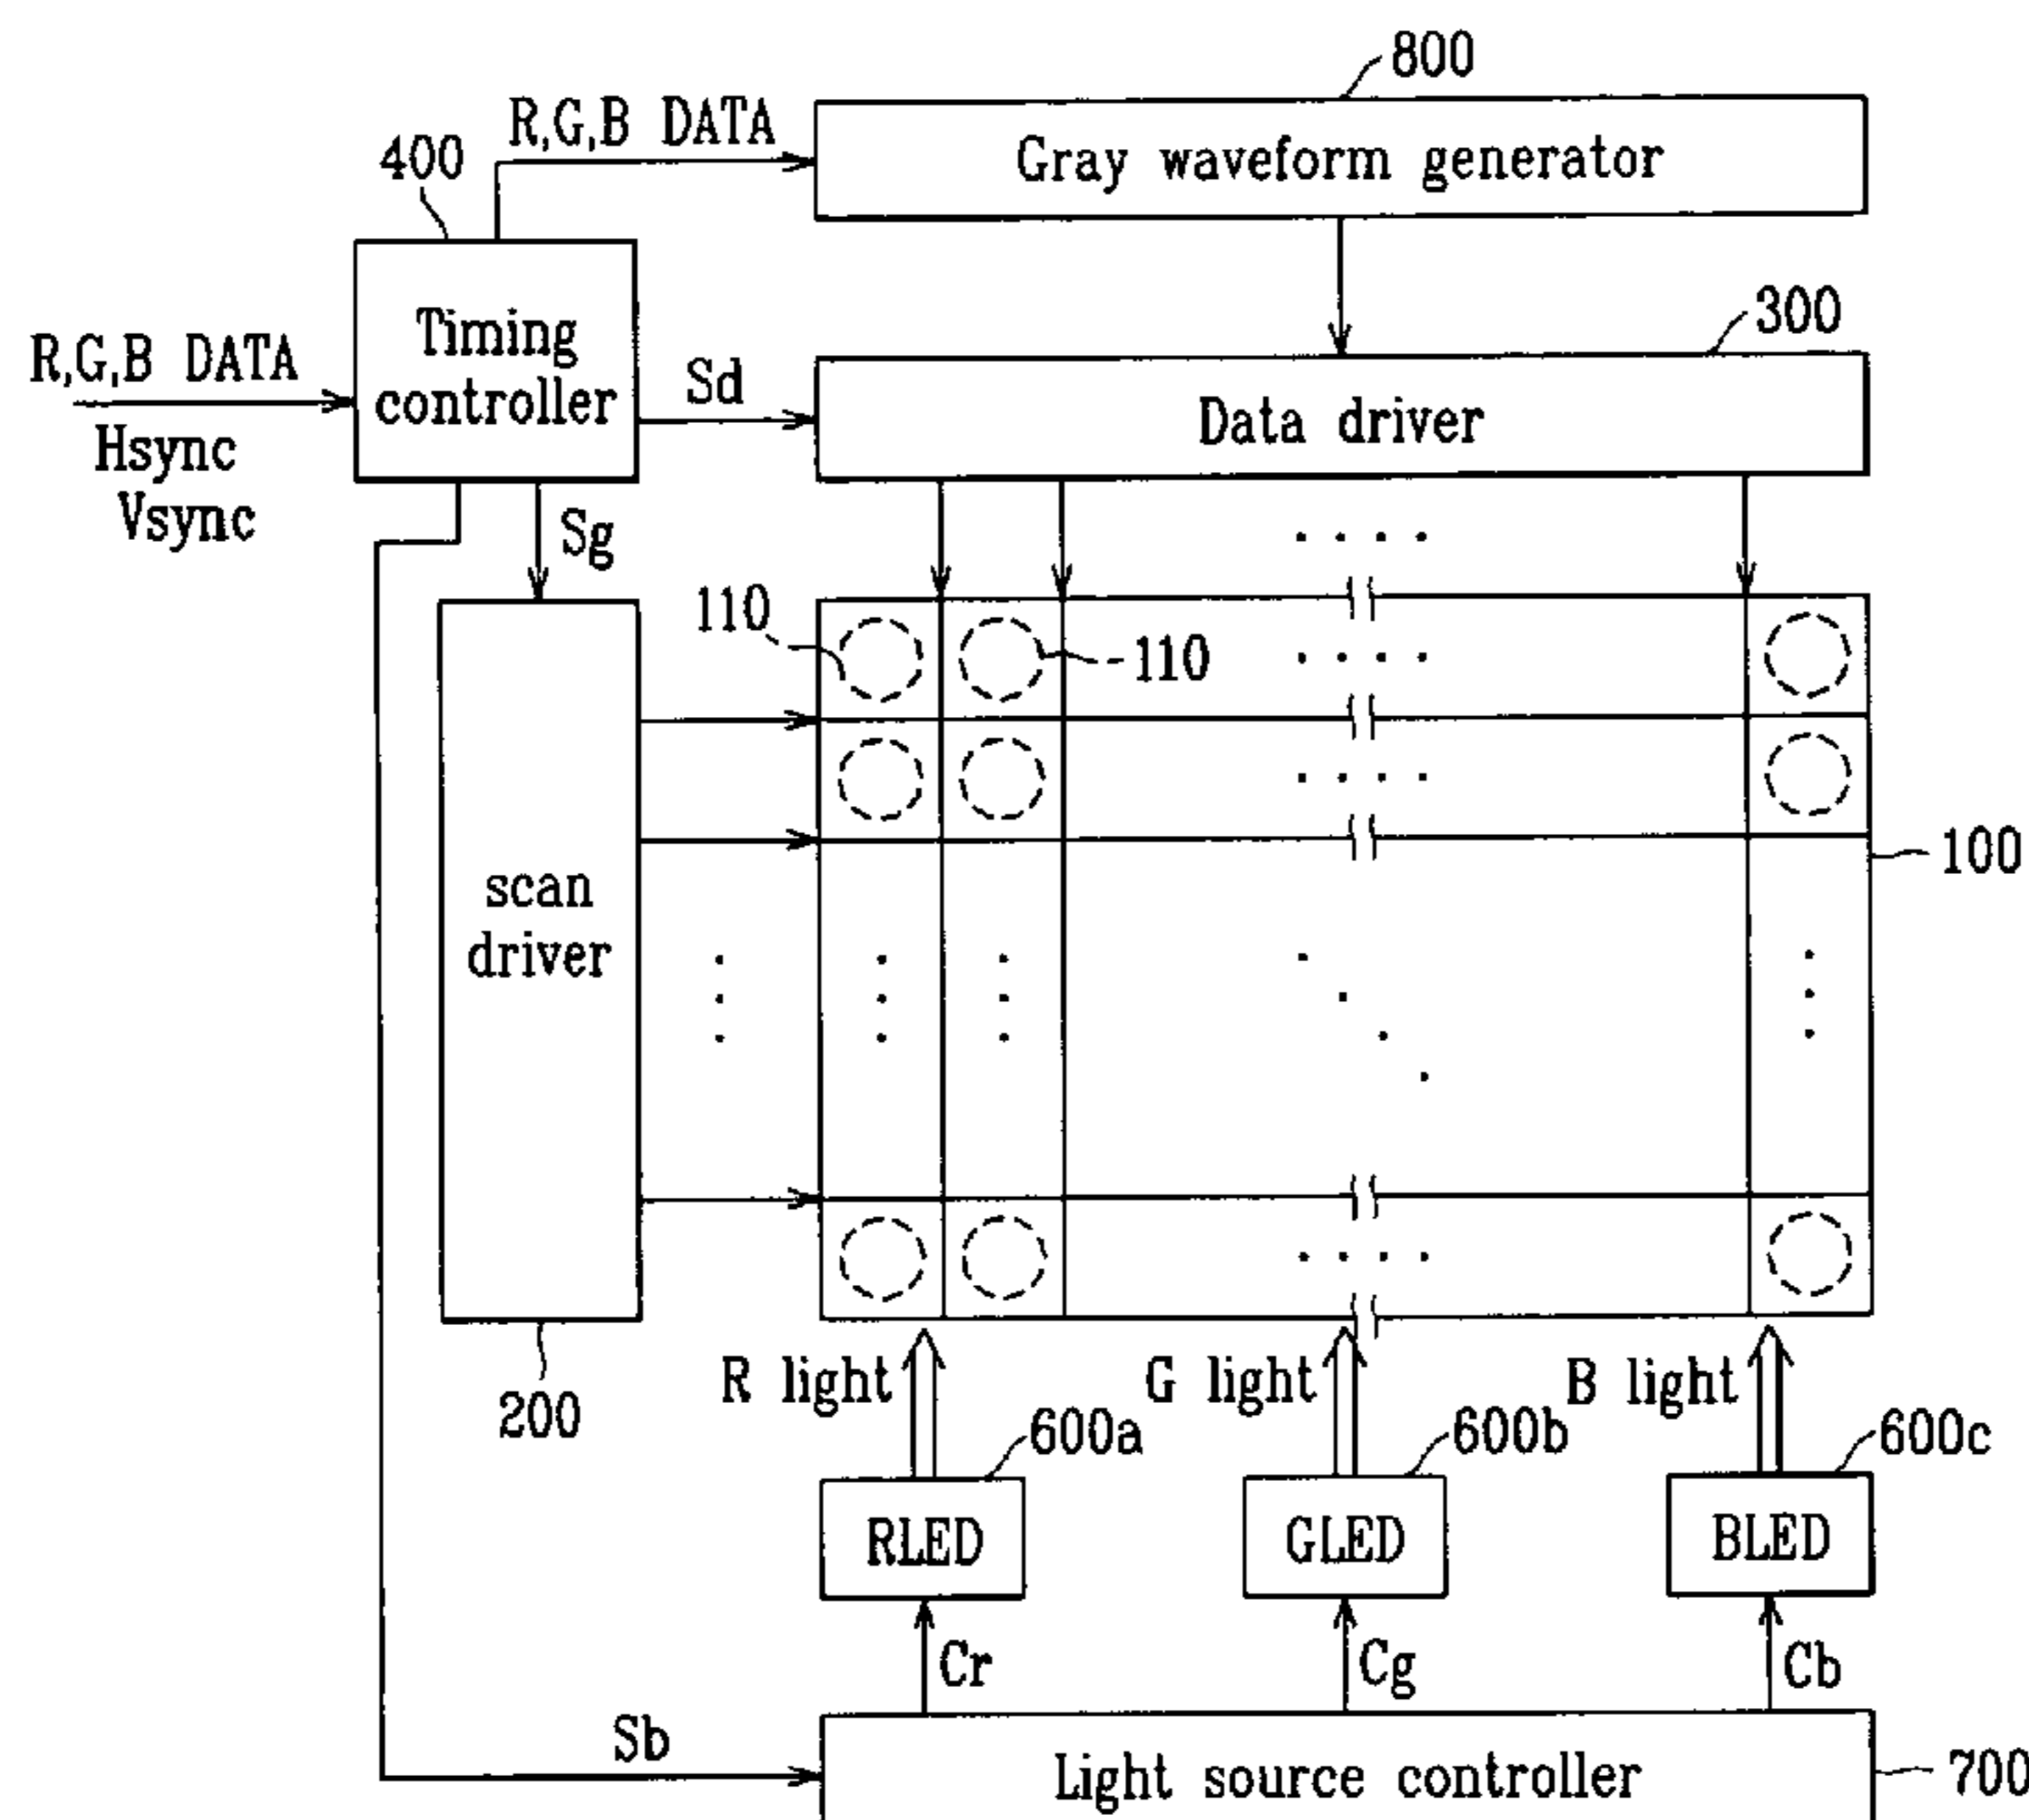 800
R,G,B DATA
Gray waveform generator
400
300
Timing
controller
R,G,B DATA
Hsync
Vsync
Sd
Data driver
Sg
110
110
100
scan
driver
200
R light
G light
B light
600a
600b
600c
RLED
GLED
BLED
Cr
Cg
Cb
Sb
Light source controller
700